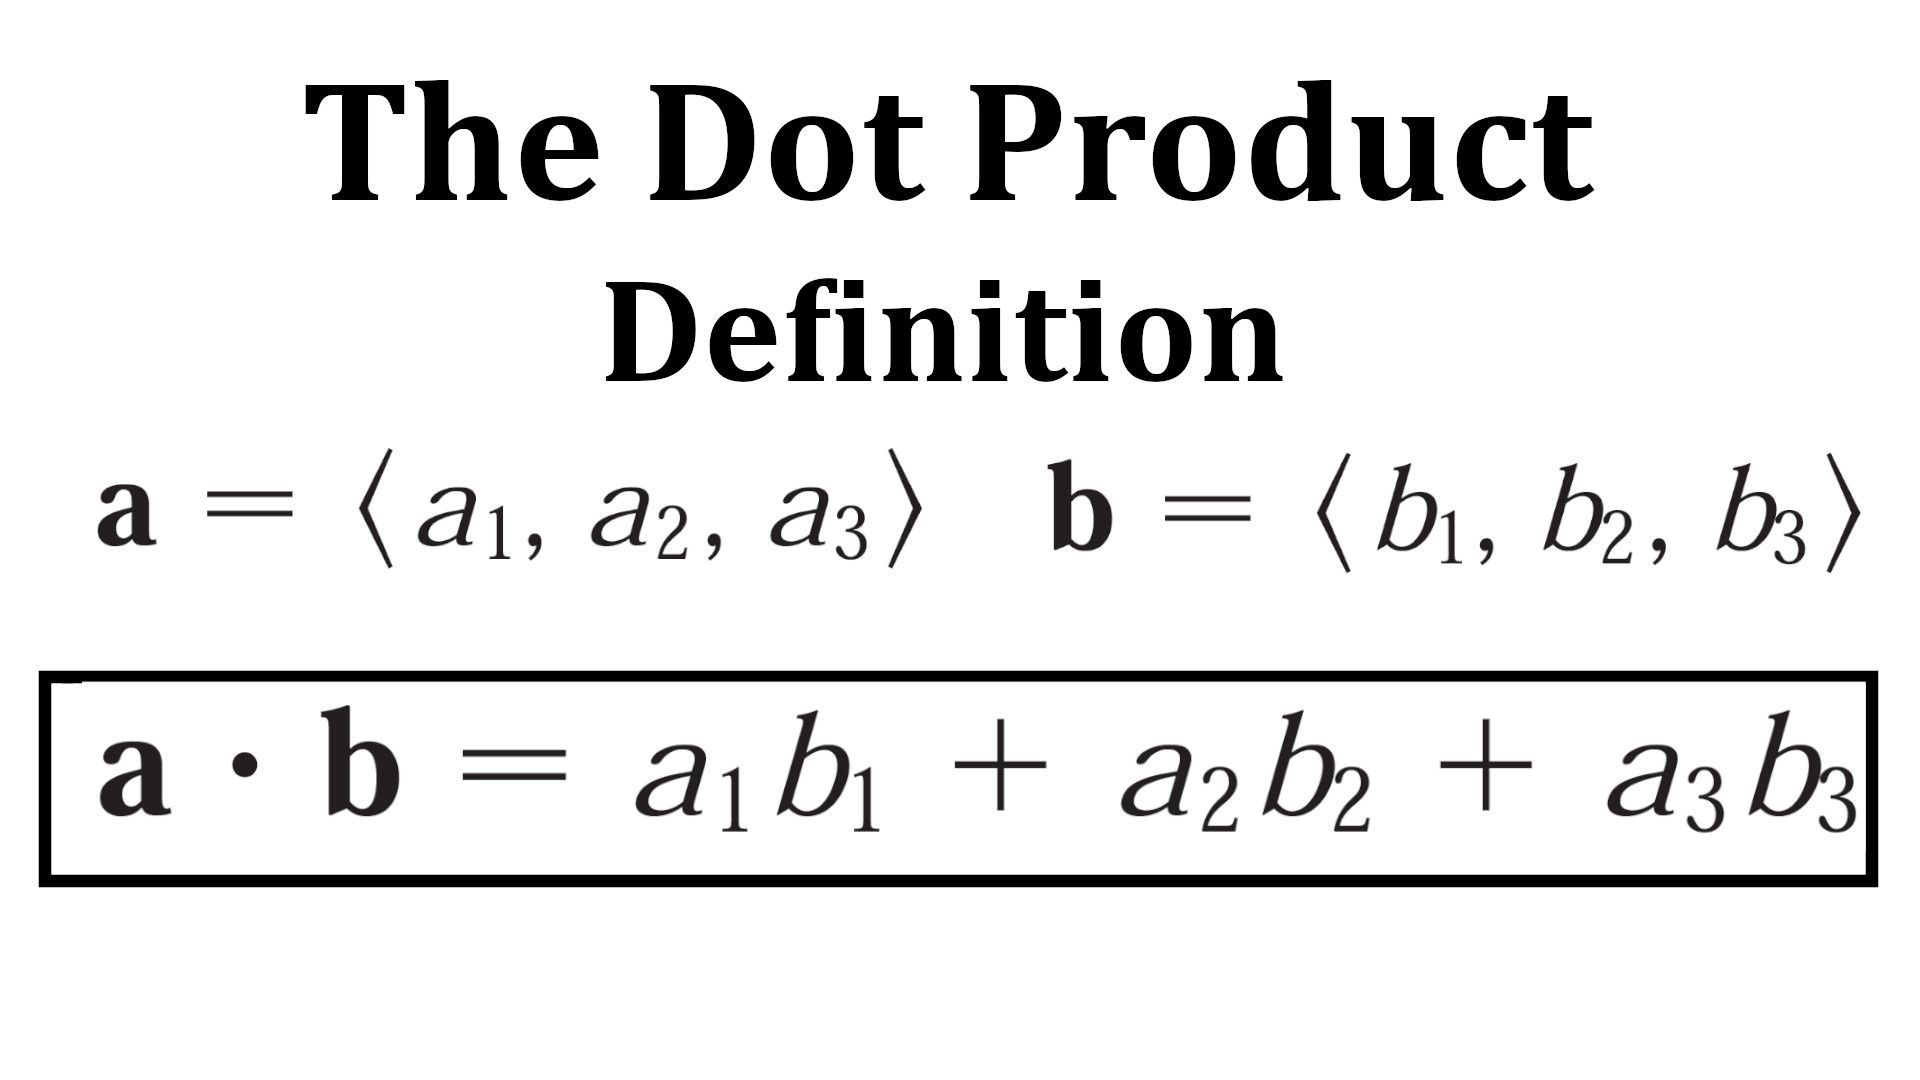 The Dot Product
Definition
a = ⟨a₁, a₂, a₃⟩ b = ⟨b₁, b₂, b₃⟩
a · b = a₁b₁ + a₂b₂ + a₃b₃